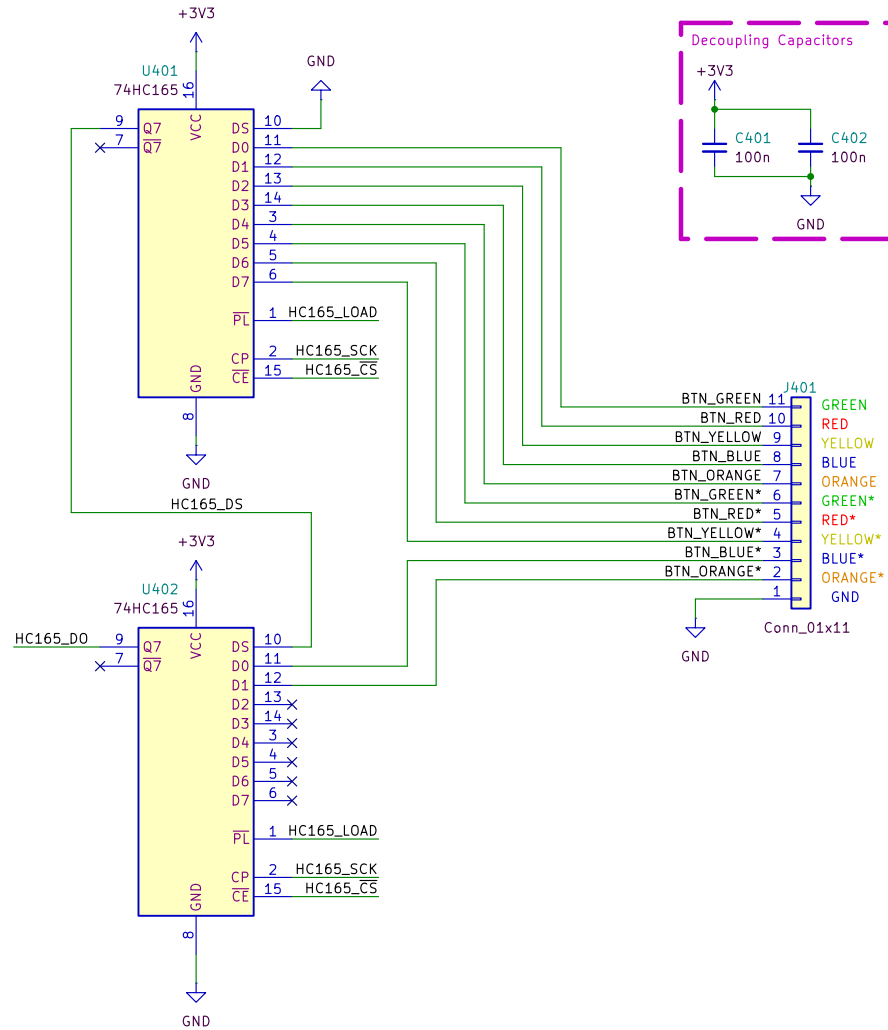 +3V3
U401
74HC165
16
VCC
GND
9 Q7
7 Q7
DS 10
D0 11
D1 12
D2 13
D3 14
D4 3
D5 4
D6 5
D7 6
PL 1 HC165_LOAD
CP 2 HC165_SCK
CE 15 HC165_CS
GND
8
GND
HC165_DS
Decoupling Capacitors
+3V3
C401
100n
C402
100n
GND
J401
BTN_GREEN 11 GREEN
BTN_RED 10 RED
BTN_YELLOW 9 YELLOW
BTN_BLUE 8 BLUE
BTN_ORANGE 7 ORANGE
BTN_GREEN* 6 GREEN*
BTN_RED* 5 RED*
BTN_YELLOW* 4 YELLOW*
BTN_BLUE* 3 BLUE*
BTN_ORANGE* 2 ORANGE*
1 GND
Conn_01x11
GND
+3V3
U402
74HC165
16
VCC
HC165_DO 9 Q7
7 Q7
DS 10
D0 11
D1 12
D2 13
D3 14
D4 3
D5 4
D6 5
D7 6
PL 1 HC165_LOAD
CP 2 HC165_SCK
CE 15 HC165_CS
GND
8
GND